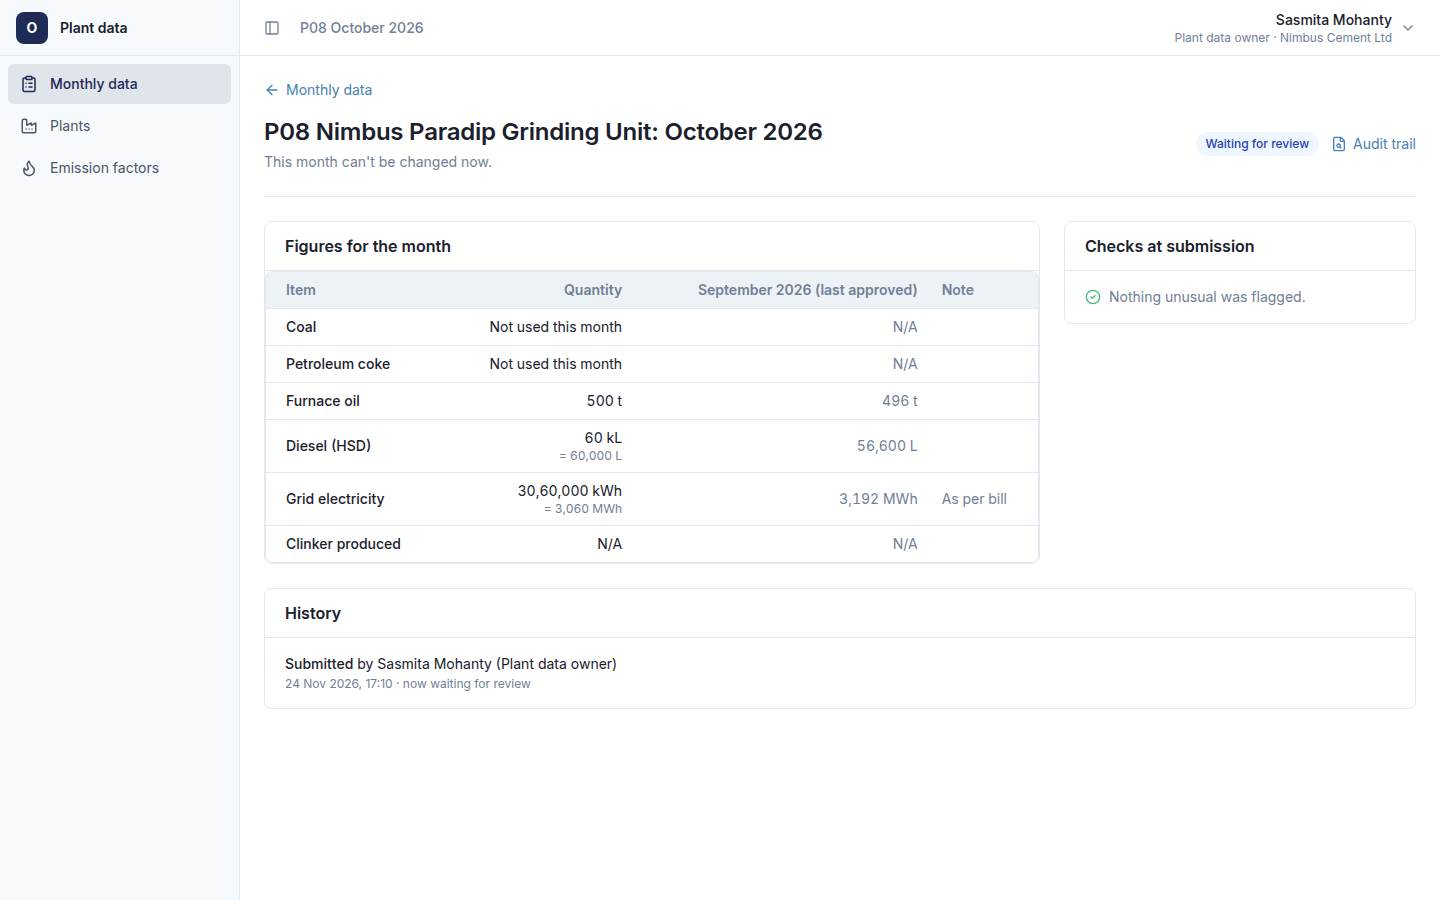 O Plant data
P08 October 2026
Sasmita Mohanty
Plant data owner · Nimbus Cement Ltd
Monthly data
Plants
Emission factors
Monthly data
P08 Nimbus Paradip Grinding Unit: October 2026
This month can't be changed now.
Waiting for review
Audit trail
Figures for the month
Item Quantity September 2026 (last approved) Note
Coal Not used this month N/A
Petroleum coke Not used this month N/A
Furnace oil 500 t 496 t
Diesel (HSD) 60 kL 56,600 L
= 60,000 L
Grid electricity 30,60,000 kWh 3,192 MWh As per bill
= 3,060 MWh
Clinker produced N/A N/A
Checks at submission
Nothing unusual was flagged.
History
Submitted by Sasmita Mohanty (Plant data owner)
24 Nov 2026, 17:10 · now waiting for review